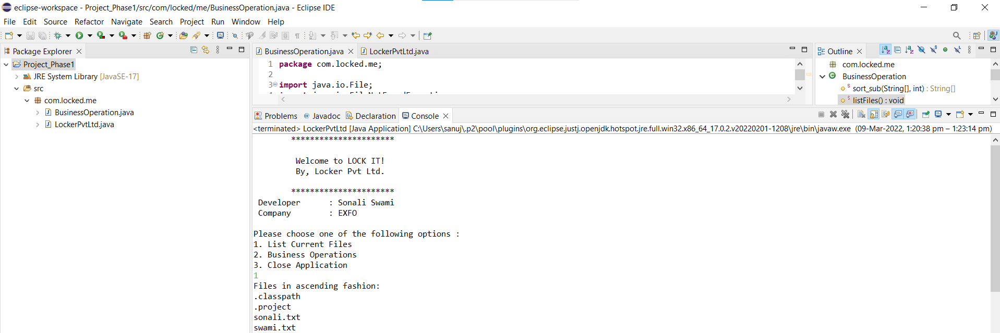 eclipse-workspace - Project_Phase1/src/com/locked/me/BusinessOperation.java - Eclipse IDE
File Edit Source Refactor Navigate Search Project Run Window Help
Package Explorer
Project_Phase1
JRE System Library [JavaSE-17]
src
com.locked.me
BusinessOperation.java
LockerPvtLtd.java
BusinessOperation.java LockerPvtLtd.java
1 package com.locked.me;
2
3 import java.io.File;
Outline
com.locked.me
BusinessOperation
sort_sub(String[], int) : String[]
listFiles() : void
Problems Javadoc Declaration Console
<terminated> LockerPvtLtd [Java Application] C:\Users\sanuj\.p2\pool\plugins\org.eclipse.justj.openjdk.hotspot.jre.full.win32.x86_64_17.0.2.v20220201-1208\jre\bin\javaw.exe (09-Mar-2022, 1:20:38 pm – 1:23:14 pm)
**********************
Welcome to LOCK IT!
By, Locker Pvt Ltd.
**********************
Developer : Sonali Swami
Company : EXFO
Please choose one of the following options :
1. List Current Files
2. Business Operations
3. Close Application
1
Files in ascending fashion:
.classpath
.project
sonali.txt
swami.txt